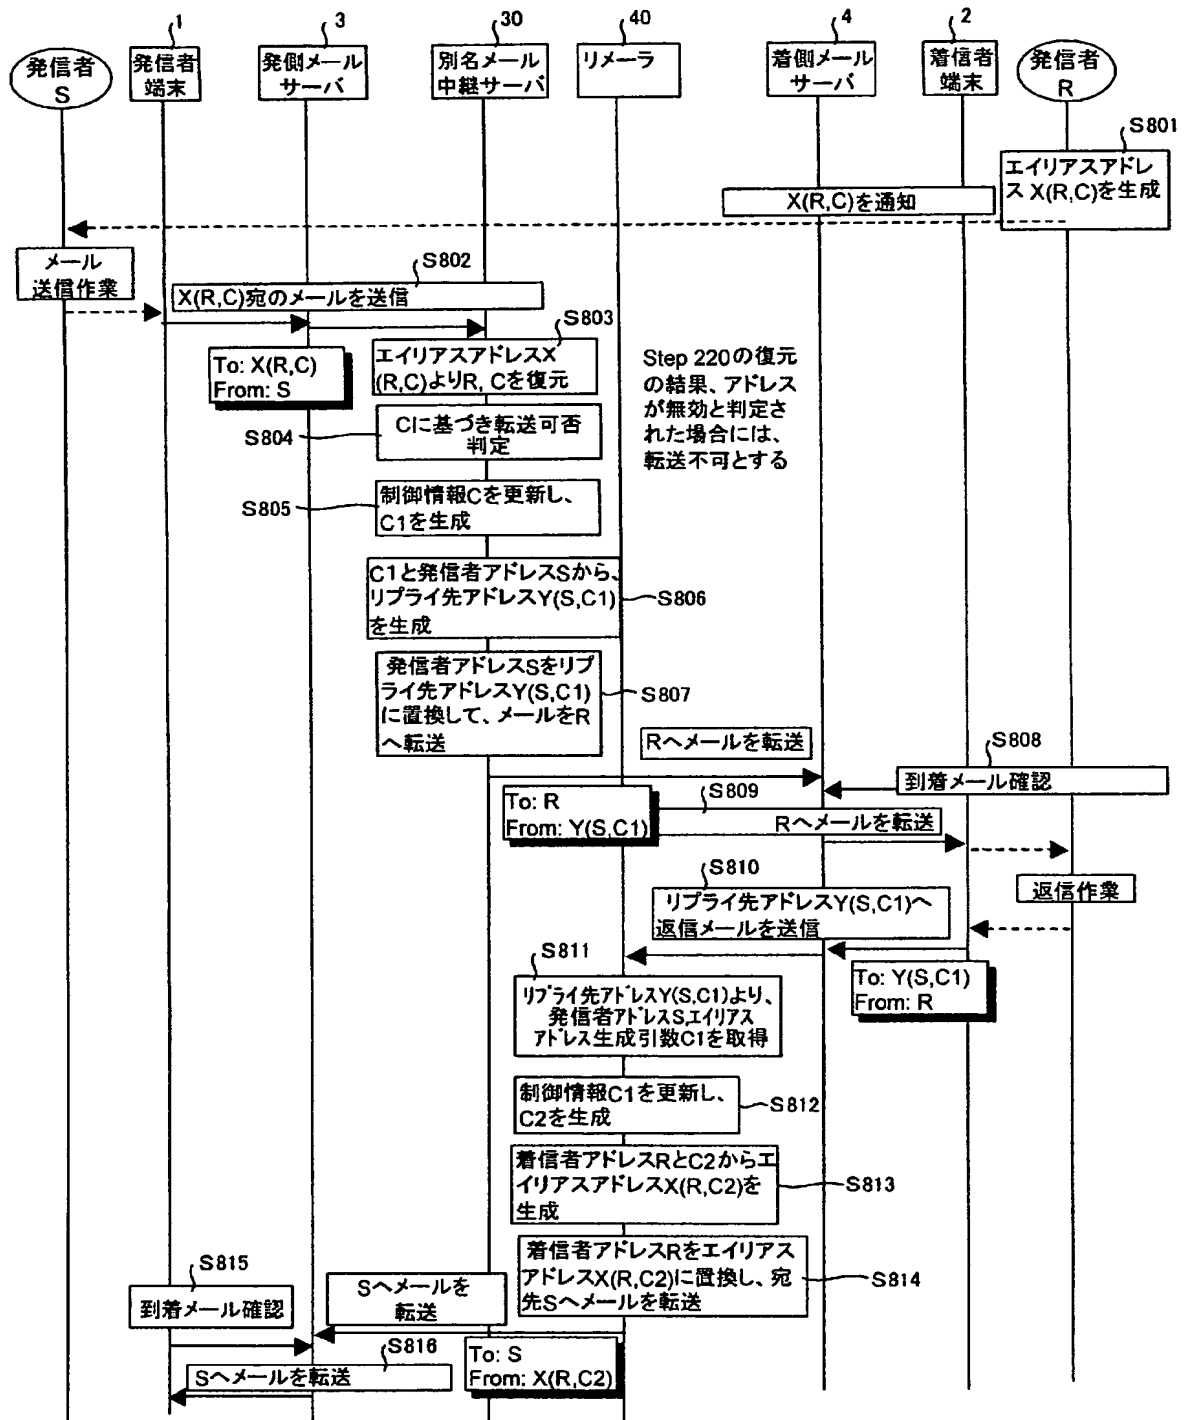 1
3
30
40
4
2
発信者
S
発信者
端末
発側メール
サーバ
別名メール
中継サーバ
リメーラ
着側メール
サーバ
着信者
端末
発信者
R
S801
エイリアスアドレ
スX(R,C)を生成
X(R,C)を通知
メール
送信作業
S802
X(R,C)宛のメールを送信
S803
To: X(R,C)
From: S
エイリアスアドレスX
(R,C)よりR, Cを復元
Step 220の復元
の結果、アドレス
が無効と判定さ
れた場合には、
転送不可とする
S804
Cに基づき転送可否
判定
S805
制御情報Cを更新し、
C1を生成
C1と発信者アドレスSから、
リプライ先アドレスY(S,C1)
を生成
S806
発信者アドレスSをリプ
ライ先アドレスY(S,C1)
に置換して、メールをR
へ転送
S807
Rへメールを転送
S808
到着メール確認
To: R
From: Y(S,C1)
S809
Rへメールを転送
S810
リプライ先アドレスY(S,C1)へ
返信メールを送信
返信作業
S811
To: Y(S,C1)
From: R
リプライ先アドレスY(S,C1)より、
発信者アドレスS,エイリアス
アドレス生成引数C1を取得
制御情報C1を更新し、
C2を生成
S812
着信者アドレスRとC2からエ
イリアスアドレスX(R,C2)を
生成
S813
着信者アドレスRをエイリアス
アドレスX(R,C2)に置換し、宛
先Sへメールを転送
S814
S815
到着メール確認
Sへメールを
転送
S816
Sへメールを転送
To: S
From: X(R,C2)